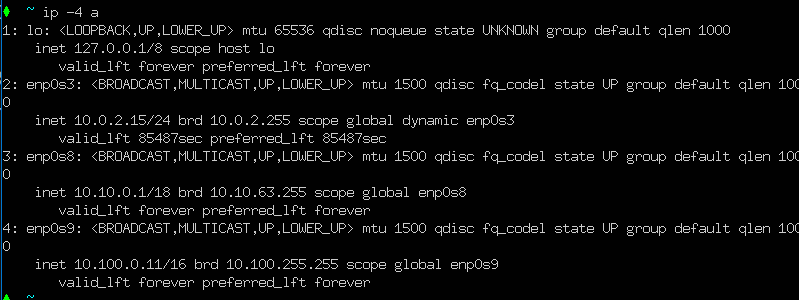 ~ ip -4 a
1: lo: <LOOPBACK,UP,LOWER_UP> mtu 65536 qdisc noqueue state UNKNOWN group default qlen 1000
inet 127.0.0.1/8 scope host lo
valid_lft forever preferred_lft forever
2: enp0s3: <BROADCAST,MULTICAST,UP,LOWER_UP> mtu 1500 qdisc fq_codel state UP group default qlen 100
0
inet 10.0.2.15/24 brd 10.0.2.255 scope global dynamic enp0s3
valid_lft 85487sec preferred_lft 85487sec
3: enp0s8: <BROADCAST,MULTICAST,UP,LOWER_UP> mtu 1500 qdisc fq_codel state UP group default qlen 100
0
inet 10.10.0.1/18 brd 10.10.63.255 scope global enp0s8
valid_lft forever preferred_lft forever
4: enp0s9: <BROADCAST,MULTICAST,UP,LOWER_UP> mtu 1500 qdisc fq_codel state UP group default qlen 100
0
inet 10.100.0.11/16 brd 10.100.255.255 scope global enp0s9
valid_lft forever preferred_lft forever
~